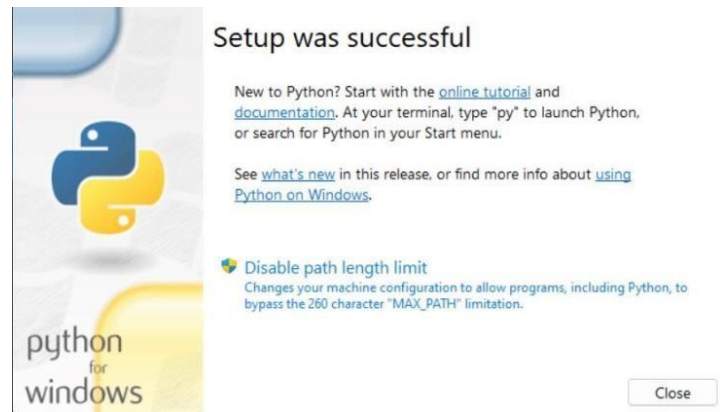 Setup was successful
New to Python? Start with the online tutorial and
documentation. At your terminal, type "py" to launch Python,
or search for Python in your Start menu.
See what's new in this release, or find more info about using
Python on Windows.
Disable path length limit
Changes your machine configuration to allow programs, including Python, to
bypass the 260 character "MAX_PATH" limitation.
python
for
windows
Close